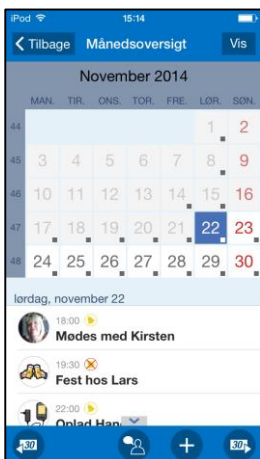 iPod 15:14
Tilbage Månedsoversigt Vis
November 2014
MAN. TIR. ONS. TOR. FRE. LØR. SØN.
44 1 2
45 3 4 5 6 7 8 9
46 10 11 12 13 14 15 16
47 17 18 19 20 21 22 23
48 24 25 26 27 28 29 30
lørdag, november 22
18:00
Mødes med Kirsten
19:30
Fest hos Lars
22:00
Oplad
30 30